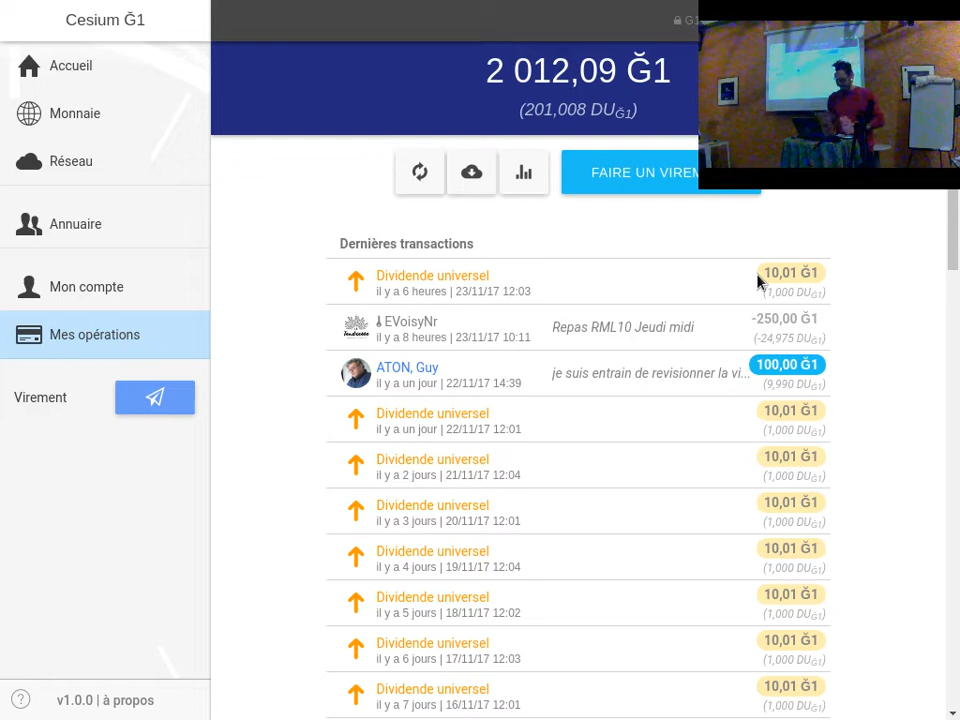 Cesium Ğ1
Accueil
Monnaie
Réseau
Annuaire
Mon compte
Mes opérations
Virement
v1.0.0 | à propos
G1
2 012,09 Ğ1
(201,008 DUĞ1)
FAIRE UN VIREM
Dernières transactions
Dividende universel 10,01 Ğ1
il y a 6 heures | 23/11/17 12:03 (1,000 DUĞ1)
EVoisyNr Repas RML10 Jeudi midi -250,00 Ğ1
il y a 8 heures | 23/11/17 10:11 (-24,975 DUĞ1)
ATON, Guy je suis entrain de revisionner la vi... 100,00 Ğ1
il y a un jour | 22/11/17 14:39 (9,990 DUĞ1)
Dividende universel 10,01 Ğ1
il y a un jour | 22/11/17 12:01 (1,000 DUĞ1)
Dividende universel 10,01 Ğ1
il y a 2 jours | 21/11/17 12:04 (1,000 DUĞ1)
Dividende universel 10,01 Ğ1
il y a 3 jours | 20/11/17 12:01 (1,000 DUĞ1)
Dividende universel 10,01 Ğ1
il y a 4 jours | 19/11/17 12:04 (1,000 DUĞ1)
Dividende universel 10,01 Ğ1
il y a 5 jours | 18/11/17 12:02 (1,000 DUĞ1)
Dividende universel 10,01 Ğ1
il y a 6 jours | 17/11/17 12:03 (1,000 DUĞ1)
Dividende universel 10,01 Ğ1
il y a 7 jours | 16/11/17 12:01 (1,000 DUĞ1)